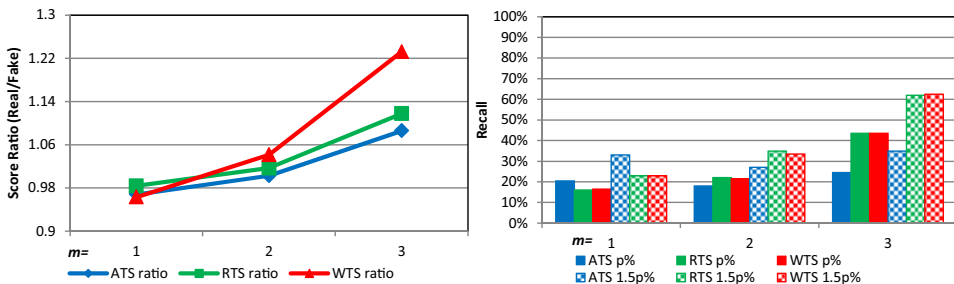 1.3
1.22
1.14
1.06
0.98
0.9
Score Ratio (Real/Fake)
m= 1 2 3
ATS ratio RTS ratio WTS ratio
100%
90%
80%
70%
60%
50%
40%
30%
20%
10%
0%
Recall
m= 1 2 3
ATS p% RTS p% WTS p%
ATS 1.5p% RTS 1.5p% WTS 1.5p%